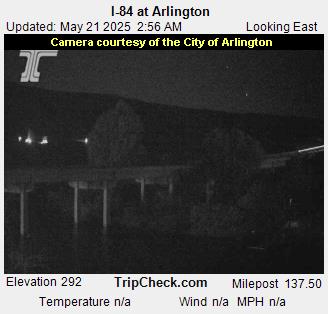 I-84 at Arlington
Updated: May 21 2025 2:56 AM Looking East
Camera courtesy of the City of Arlington
Elevation 292 TripCheck.com Milepost 137.50
Temperature n/a Wind n/a MPH n/a